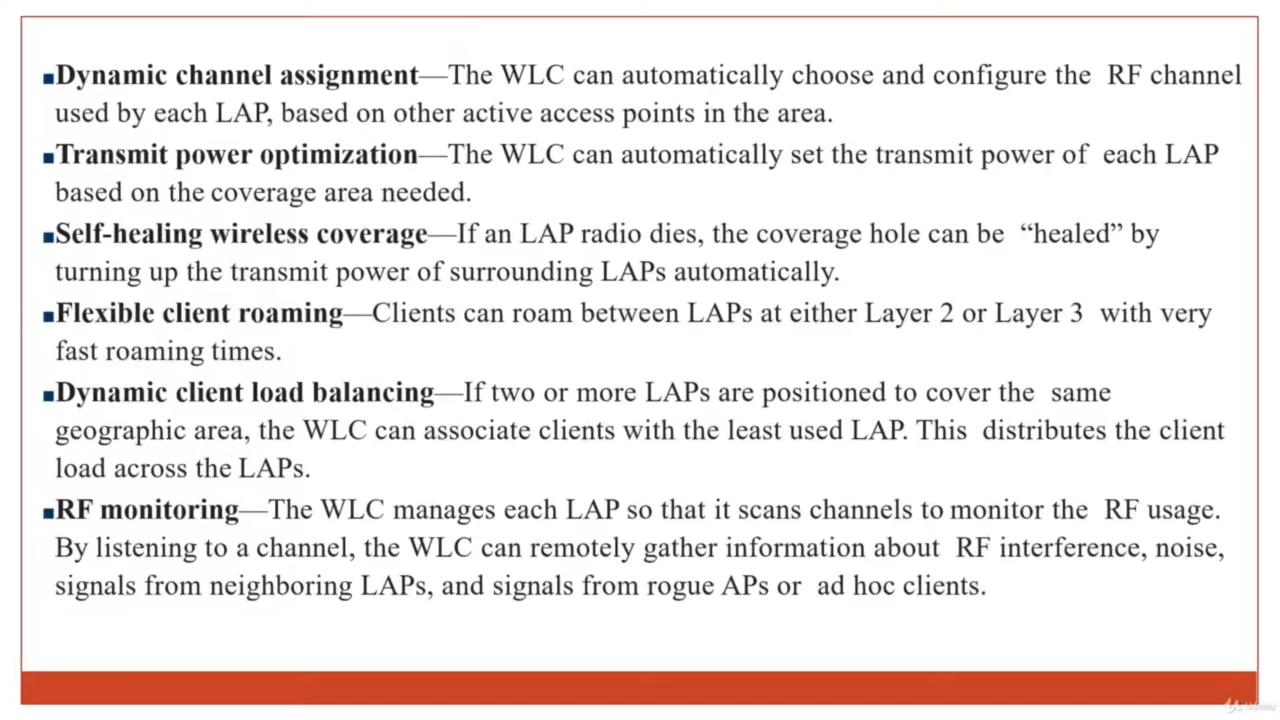 ■Dynamic channel assignment—The WLC can automatically choose and configure the RF channel
used by each LAP, based on other active access points in the area.
■Transmit power optimization—The WLC can automatically set the transmit power of each LAP
based on the coverage area needed.
■Self-healing wireless coverage—If an LAP radio dies, the coverage hole can be “healed” by
turning up the transmit power of surrounding LAPs automatically.
■Flexible client roaming—Clients can roam between LAPs at either Layer 2 or Layer 3 with very
fast roaming times.
■Dynamic client load balancing—If two or more LAPs are positioned to cover the same
geographic area, the WLC can associate clients with the least used LAP. This distributes the client
load across the LAPs.
■RF monitoring—The WLC manages each LAP so that it scans channels to monitor the RF usage.
By listening to a channel, the WLC can remotely gather information about RF interference, noise,
signals from neighboring LAPs, and signals from rogue APs or ad hoc clients.
Udemy